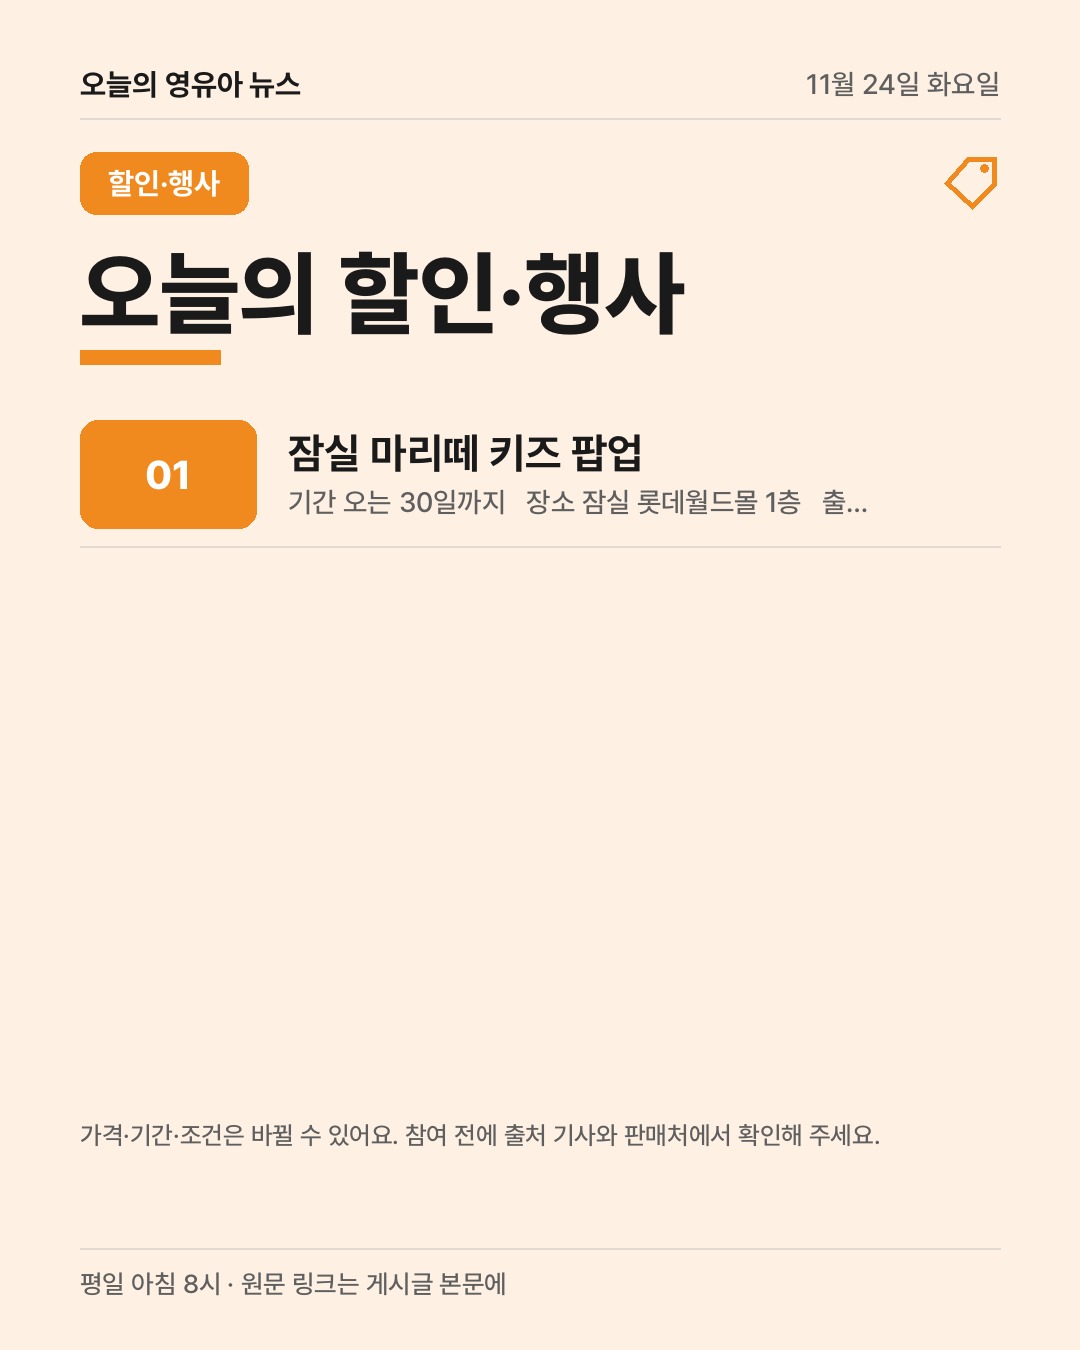 오늘의 영유아 뉴스
11월 24일 화요일
할인·행사
오늘의 할인·행사
01
잠실 마리떼 키즈 팝업
기간 오는 30일까지 장소 잠실 롯데월드몰 1층 출...
가격·기간·조건은 바뀔 수 있어요. 참여 전에 출처 기사와 판매처에서 확인해 주세요.
평일 아침 8시 · 원문 링크는 게시글 본문에